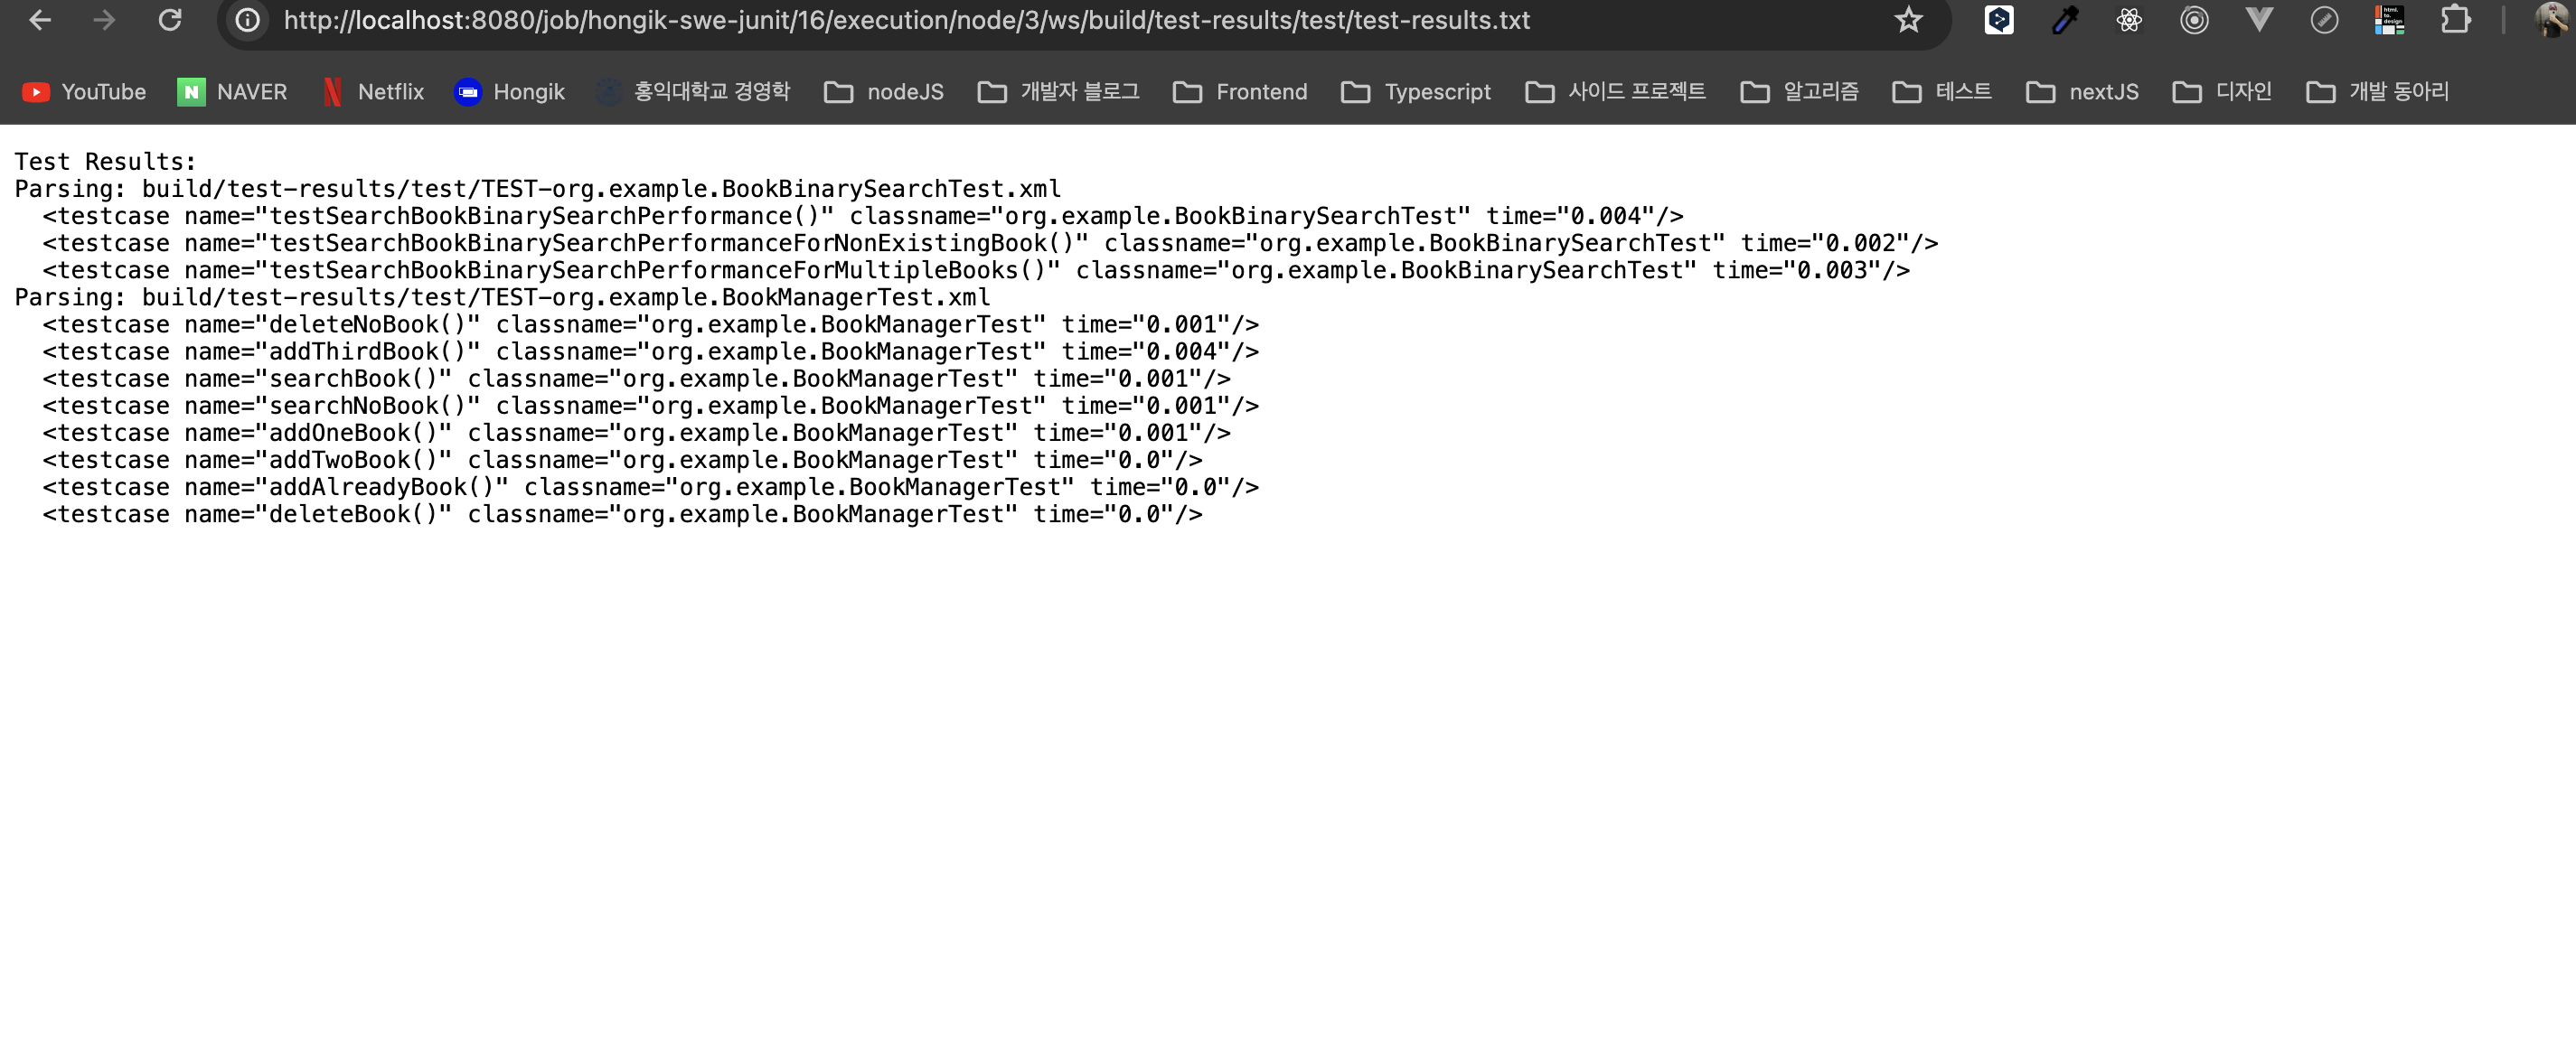 http://localhost:8080/job/hongik-swe-junit/16/execution/node/3/ws/build/test-results/test/test-results.txt
YouTube NAVER Netflix Hongik 홍익대학교 경영학 nodeJS 개발자 블로그 Frontend Typescript 사이드 프로젝트 알고리즘 테스트 nextJS 디자인 개발 동아리
Test Results:
Parsing: build/test-results/test/TEST-org.example.BookBinarySearchTest.xml
  <testcase name="testSearchBookBinarySearchPerformance()" classname="org.example.BookBinarySearchTest" time="0.004"/>
  <testcase name="testSearchBookBinarySearchPerformanceForNonExistingBook()" classname="org.example.BookBinarySearchTest" time="0.002"/>
  <testcase name="testSearchBookBinarySearchPerformanceForMultipleBooks()" classname="org.example.BookBinarySearchTest" time="0.003"/>
Parsing: build/test-results/test/TEST-org.example.BookManagerTest.xml
  <testcase name="deleteNoBook()" classname="org.example.BookManagerTest" time="0.001"/>
  <testcase name="addThirdBook()" classname="org.example.BookManagerTest" time="0.004"/>
  <testcase name="searchBook()" classname="org.example.BookManagerTest" time="0.001"/>
  <testcase name="searchNoBook()" classname="org.example.BookManagerTest" time="0.001"/>
  <testcase name="addOneBook()" classname="org.example.BookManagerTest" time="0.001"/>
  <testcase name="addTwoBook()" classname="org.example.BookManagerTest" time="0.0"/>
  <testcase name="addAlreadyBook()" classname="org.example.BookManagerTest" time="0.0"/>
  <testcase name="deleteBook()" classname="org.example.BookManagerTest" time="0.0"/>